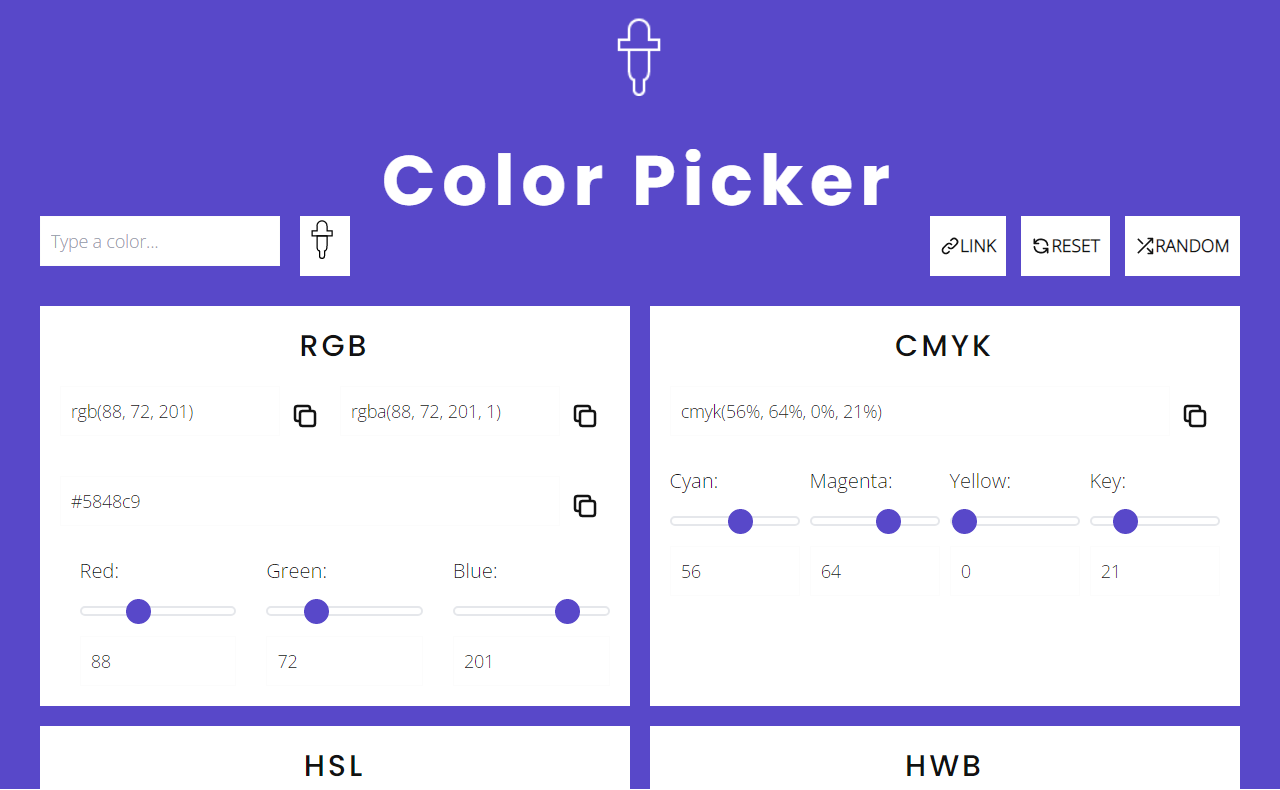 Color Picker
Type a color...
LINK
RESET
RANDOM
RGB
rgb(88, 72, 201)
rgba(88, 72, 201, 1)
#5848c9
Red:
Green:
Blue:
88
72
201
CMYK
cmyk(56%, 64%, 0%, 21%)
Cyan:
Magenta:
Yellow:
Key:
56
64
0
21
HSL
HWB